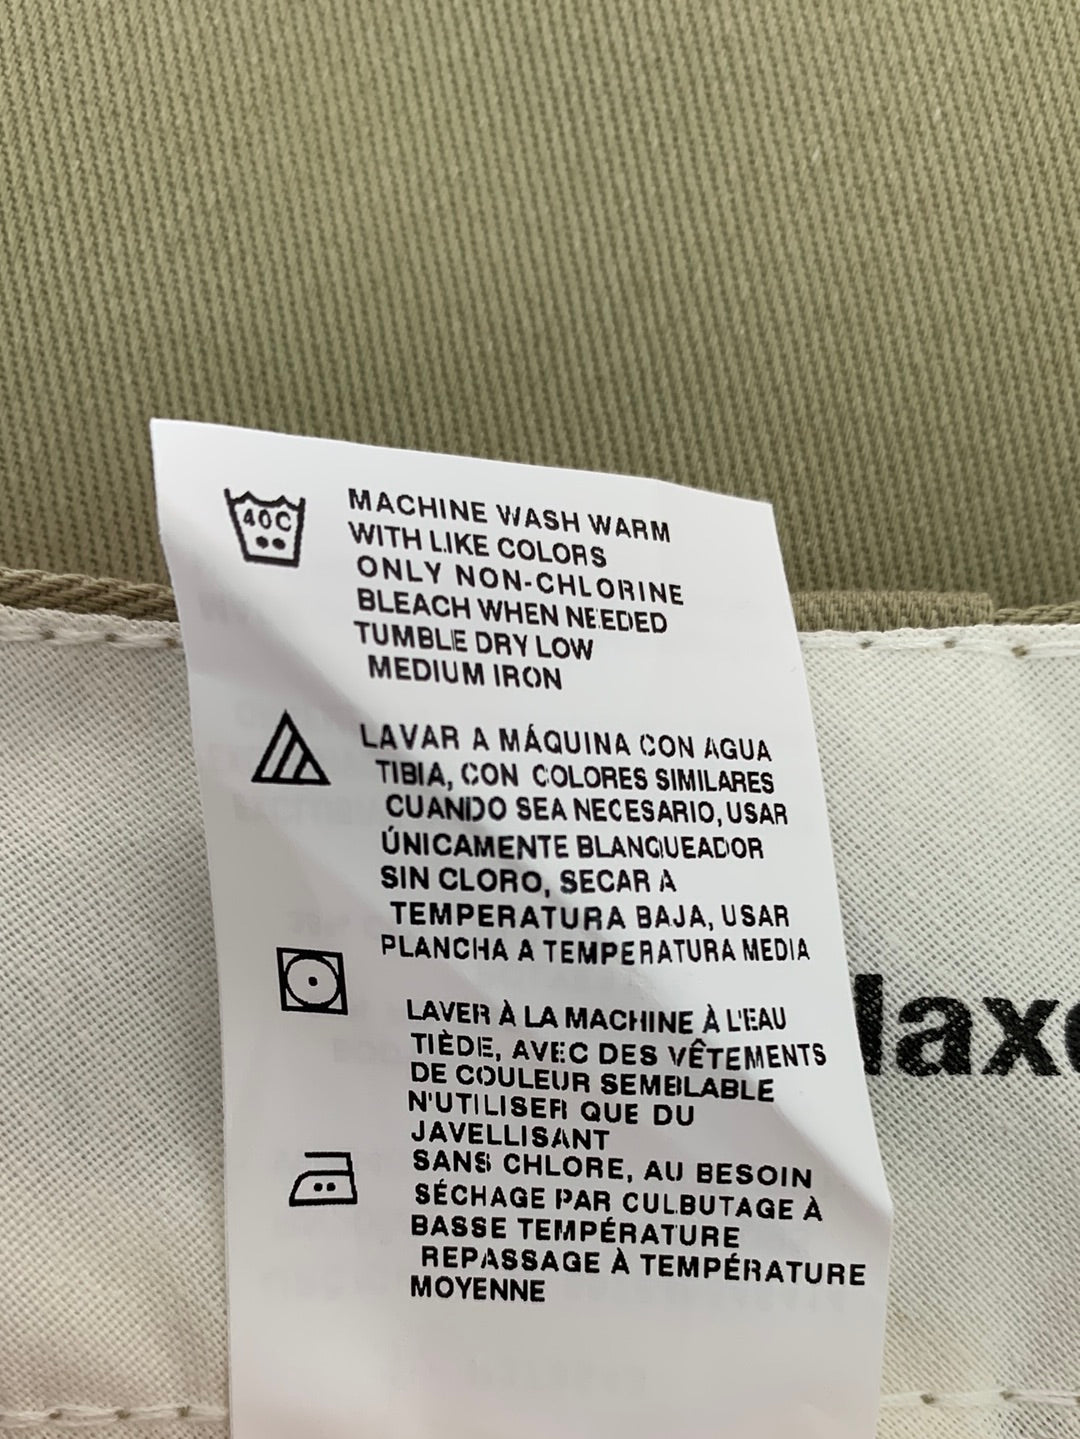 40C
MACHINE WASH WARM
WITH LIKE COLORS
ONLY NON-CHLORINE
BLEACH WHEN NEEDED
TUMBLE DRY LOW
MEDIUM IRON
LAVAR A MÁQUINA CON AGUA
TIBIA, CON COLORES SIMILARES
CUANDO SEA NECESARIO, USAR
ÚNICAMENTE BLANQUEADOR
SIN CLORO, SECAR A
TEMPERATURA BAJA, USAR
PLANCHA A TEMPERATURA MEDIA
LAVER À LA MACHINE À L'EAU
TIÈDE, AVEC DES VÊTEMENTS
DE COULEUR SEMBLABLE
N'UTILISER QUE DU
JAVELLISANT
SANS CHLORE, AU BESOIN
SÉCHAGE PAR CULBUTAGE À
BASSE TEMPÉRATURE
REPASSAGE À TEMPÉRATURE
MOYENNE